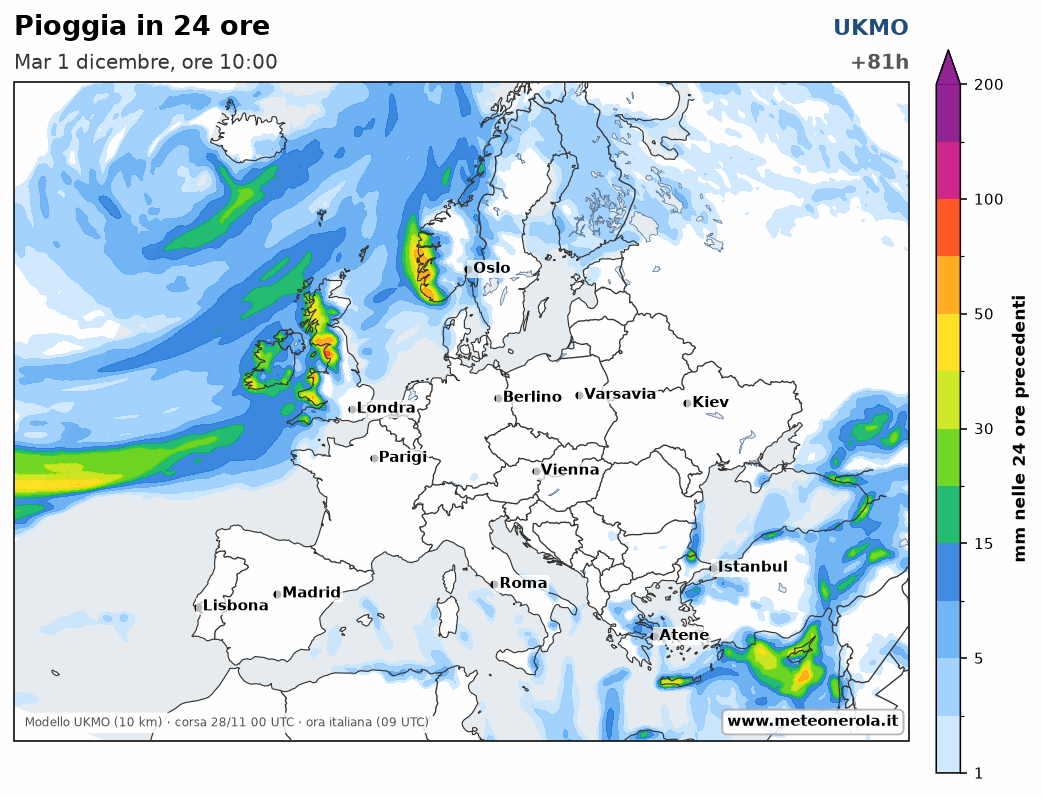 Pioggia in 24 ore
UKMO
Mar 1 dicembre, ore 10:00
+81h
200
100
50
30
15
5
1
mm nelle 24 ore precedenti
Oslo
Londra
Berlino
Varsavia
Kiev
Parigi
Vienna
Istanbul
Madrid
Roma
Lisbona
Atene
Modello UKMO (10 km) · corsa 28/11 00 UTC · ora italiana (09 UTC)
www.meteonerola.it